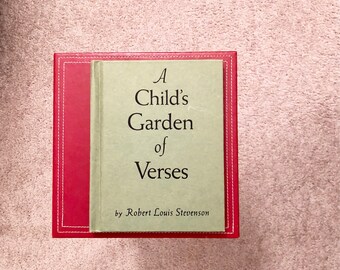 A
Child's
Garden
of
Verses
by Robert Louis Stevenson